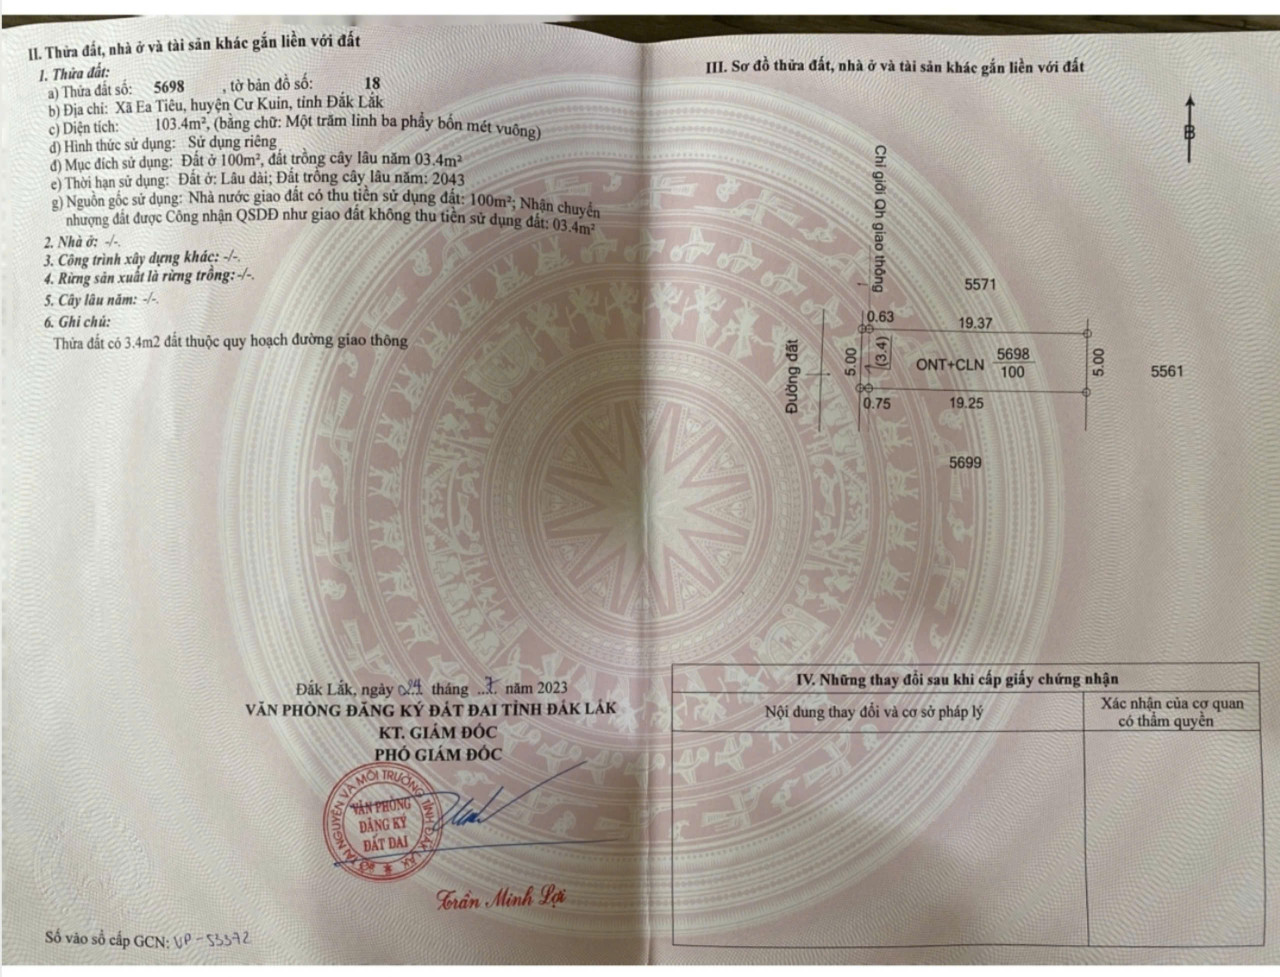 II. Thửa đất, nhà ở và tài sản khác gắn liền với đất
1. Thửa đất:
a) Thửa đất số: 5698 , tờ bản đồ số: 18
b) Địa chỉ: Xã Ea Tiêu, huyện Cư Kuin, tỉnh Đắk Lắk
c) Diện tích: 103.4m², (bằng chữ: Một trăm linh ba phẩy bốn mét vuông)
d) Hình thức sử dụng: Sử dụng riêng
đ) Mục đích sử dụng: Đất ở 100m², đất trồng cây lâu năm 03.4m²
e) Thời hạn sử dụng: Đất ở: Lâu dài; Đất trồng cây lâu năm: 2043
g) Nguồn gốc sử dụng: Nhà nước giao đất có thu tiền sử dụng đất: 100m²; Nhận chuyển
nhượng đất được Công nhận QSDĐ như giao đất không thu tiền sử dụng đất: 03.4m²
2. Nhà ở: -/-.
3. Công trình xây dựng khác: -/-.
4. Rừng sản xuất là rừng trồng:-/-.
5. Cây lâu năm: -/-.
6. Ghi chú:
Thửa đất có 3.4m2 đất thuộc quy hoạch đường giao thông
Đắk Lắk, ngày 24 tháng ..7. năm 2023
VĂN PHÒNG ĐĂNG KÝ ĐẤT ĐAI TỈNH ĐẮK LẮK
KT. GIÁM ĐỐC
PHÓ GIÁM ĐỐC
SỞ TÀI NGUYÊN VÀ MÔI TRƯỜNG TỈNH ĐẮK LẮK
VĂN PHÒNG
ĐĂNG KÝ
ĐẤT ĐAI
Trần Minh Lợi
Số vào sổ cấp GCN: VP-53372
III. Sơ đồ thửa đất, nhà ở và tài sản khác gắn liền với đất
B
Chỉ giới Qh giao thông
5571
0.63
19.37
Đường đất
5.00
(3.4)
ONT+CLN
5698
100
5.00
5561
0.75
19.25
5699
IV. Những thay đổi sau khi cấp giấy chứng nhận
Nội dung thay đổi và cơ sở pháp lý
Xác nhận của cơ quan
có thẩm quyền